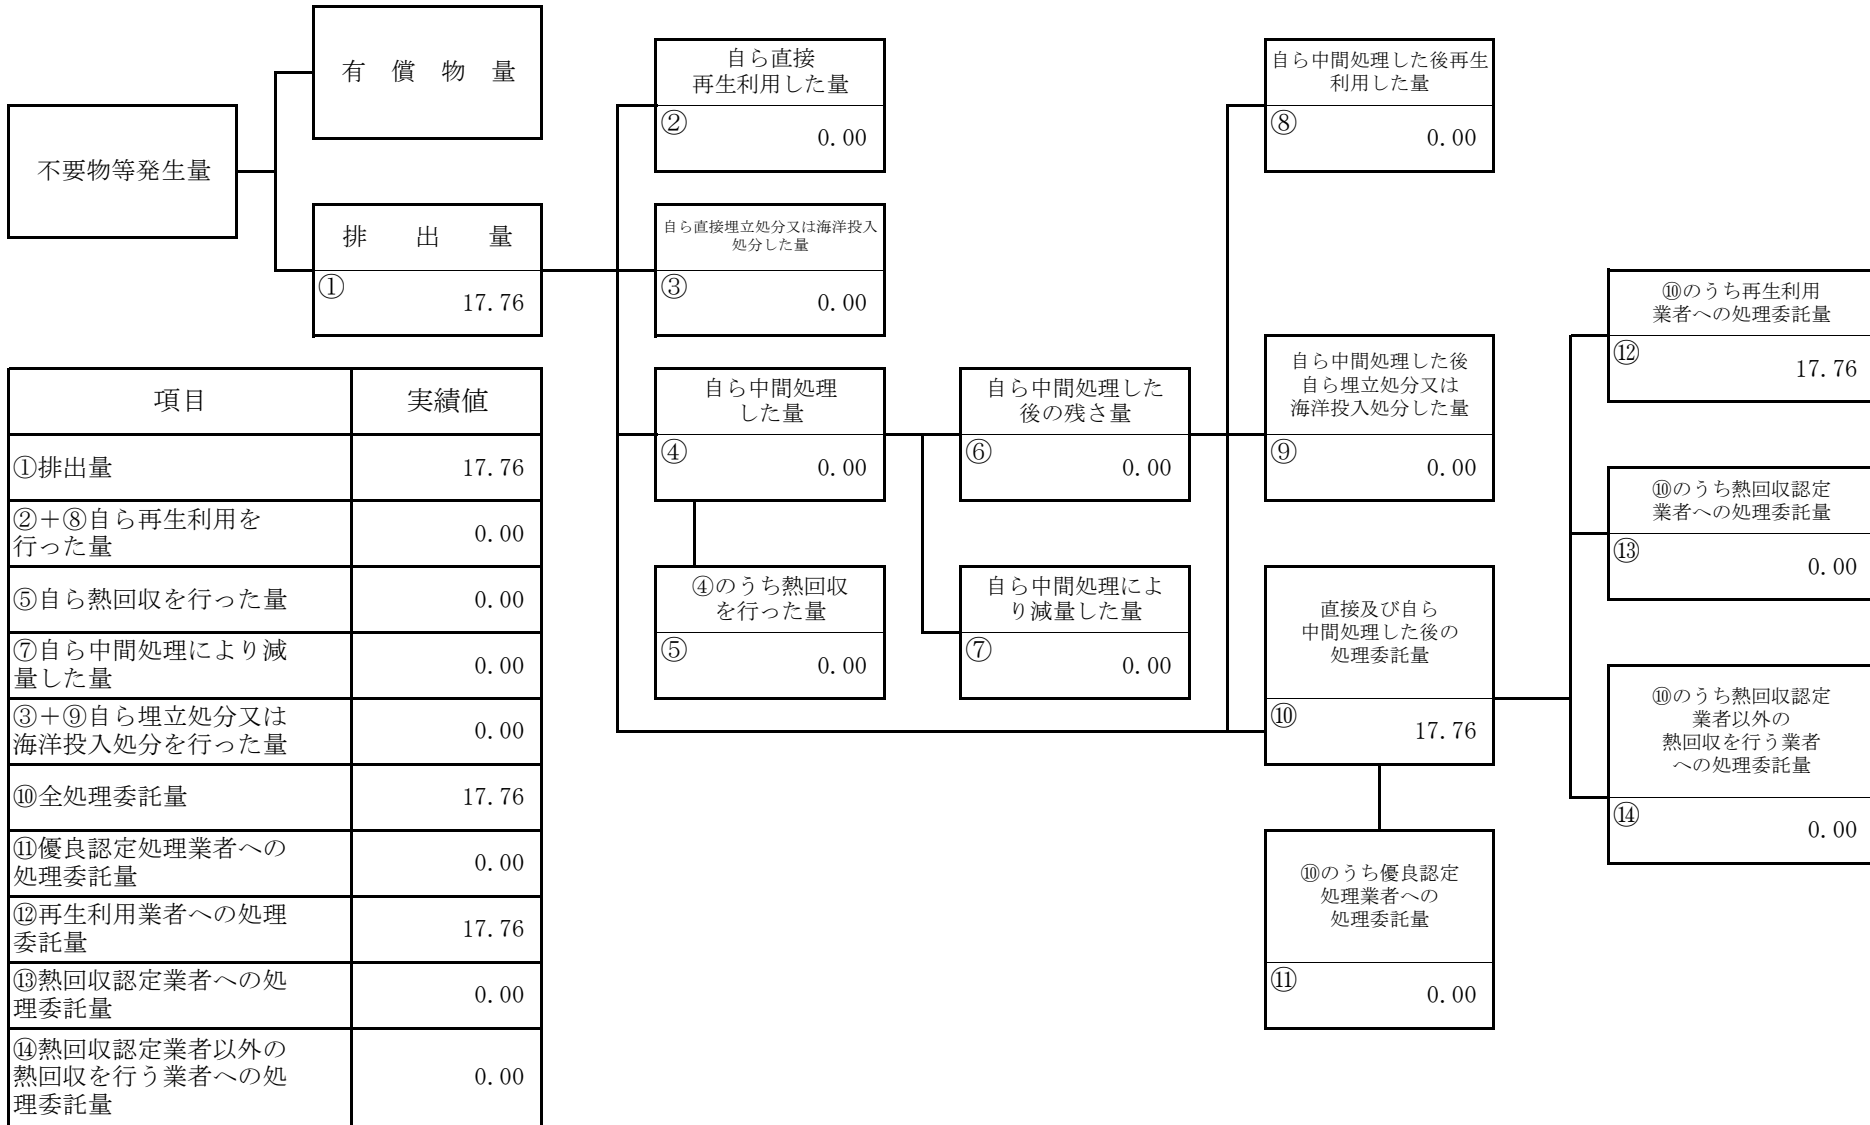 有 償 物 量
不要物等発生量
排 出 量
① 17.76
自ら直接
再生利用した量
② 0.00
自ら直接埋立処分又は海洋投入
処分した量
③ 0.00
自ら中間処理
した量
④ 0.00
④のうち熱回収
を行った量
⑤ 0.00
自ら中間処理した
後の残さ量
⑥ 0.00
自ら中間処理によ
り減量した量
⑦ 0.00
自ら中間処理した後再生
利用した量
⑧ 0.00
自ら中間処理した後
自ら埋立処分又は
海洋投入処分した量
⑨ 0.00
直接及び自ら
中間処理した後の
処理委託量
⑩ 17.76
⑩のうち優良認定
処理業者への
処理委託量
⑪ 0.00
⑩のうち再生利用
業者への処理委託量
⑫ 17.76
⑩のうち熱回収認定
業者への処理委託量
⑬ 0.00
⑩のうち熱回収認定
業者以外の
熱回収を行う業者
への処理委託量
⑭ 0.00
項目 実績値
①排出量 17.76
②＋⑧自ら再生利用を
行った量 0.00
⑤自ら熱回収を行った量 0.00
⑦自ら中間処理により減
量した量 0.00
③＋⑨自ら埋立処分又は
海洋投入処分を行った量 0.00
⑩全処理委託量 17.76
⑪優良認定処理業者への
処理委託量 0.00
⑫再生利用業者への処理
委託量 17.76
⑬熱回収認定業者への処
理委託量 0.00
⑭熱回収認定業者以外の
熱回収を行う業者への処
理委託量 0.00